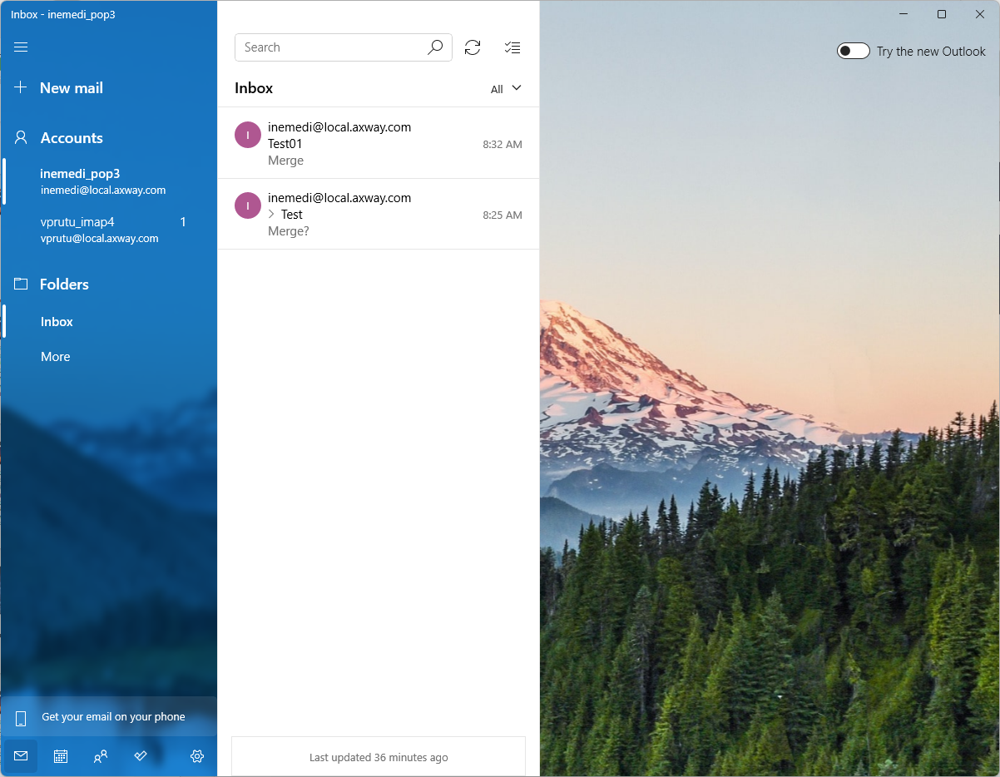 Inbox - inemedi_pop3
New mail
Accounts
inemedi_pop3
inemedi@local.axway.com
vprutu_imap4 1
vprutu@local.axway.com
Folders
Inbox
More
Get your email on your phone
Search
Inbox
All
I
inemedi@local.axway.com
Test01
8:32 AM
Merge
I
inemedi@local.axway.com
> Test
8:25 AM
Merge?
Last updated 36 minutes ago
Try the new Outlook